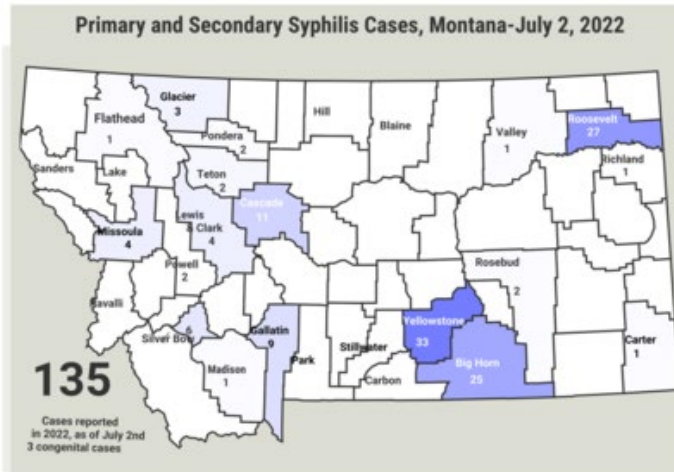 Primary and Secondary Syphilis Cases, Montana-July 2, 2022
Glacier
3
Flathead
1
Hill
Blaine
Roosevelt
27
Pondera
2
Valley
1
Richland
1
Sanders
Lake
Teton
2
Cascade
11
Lewis
& Clark
4
Missoula
4
Powell
2
Rosebud
2
Ravalli
6
Silver Bow
Gallatin
9
Yellowstone
33
Stillwater
Park
Carter
1
Big Horn
25
Madison
1
Carbon
135
Cases reported
in 2022, as of July 2nd
3 congenital cases